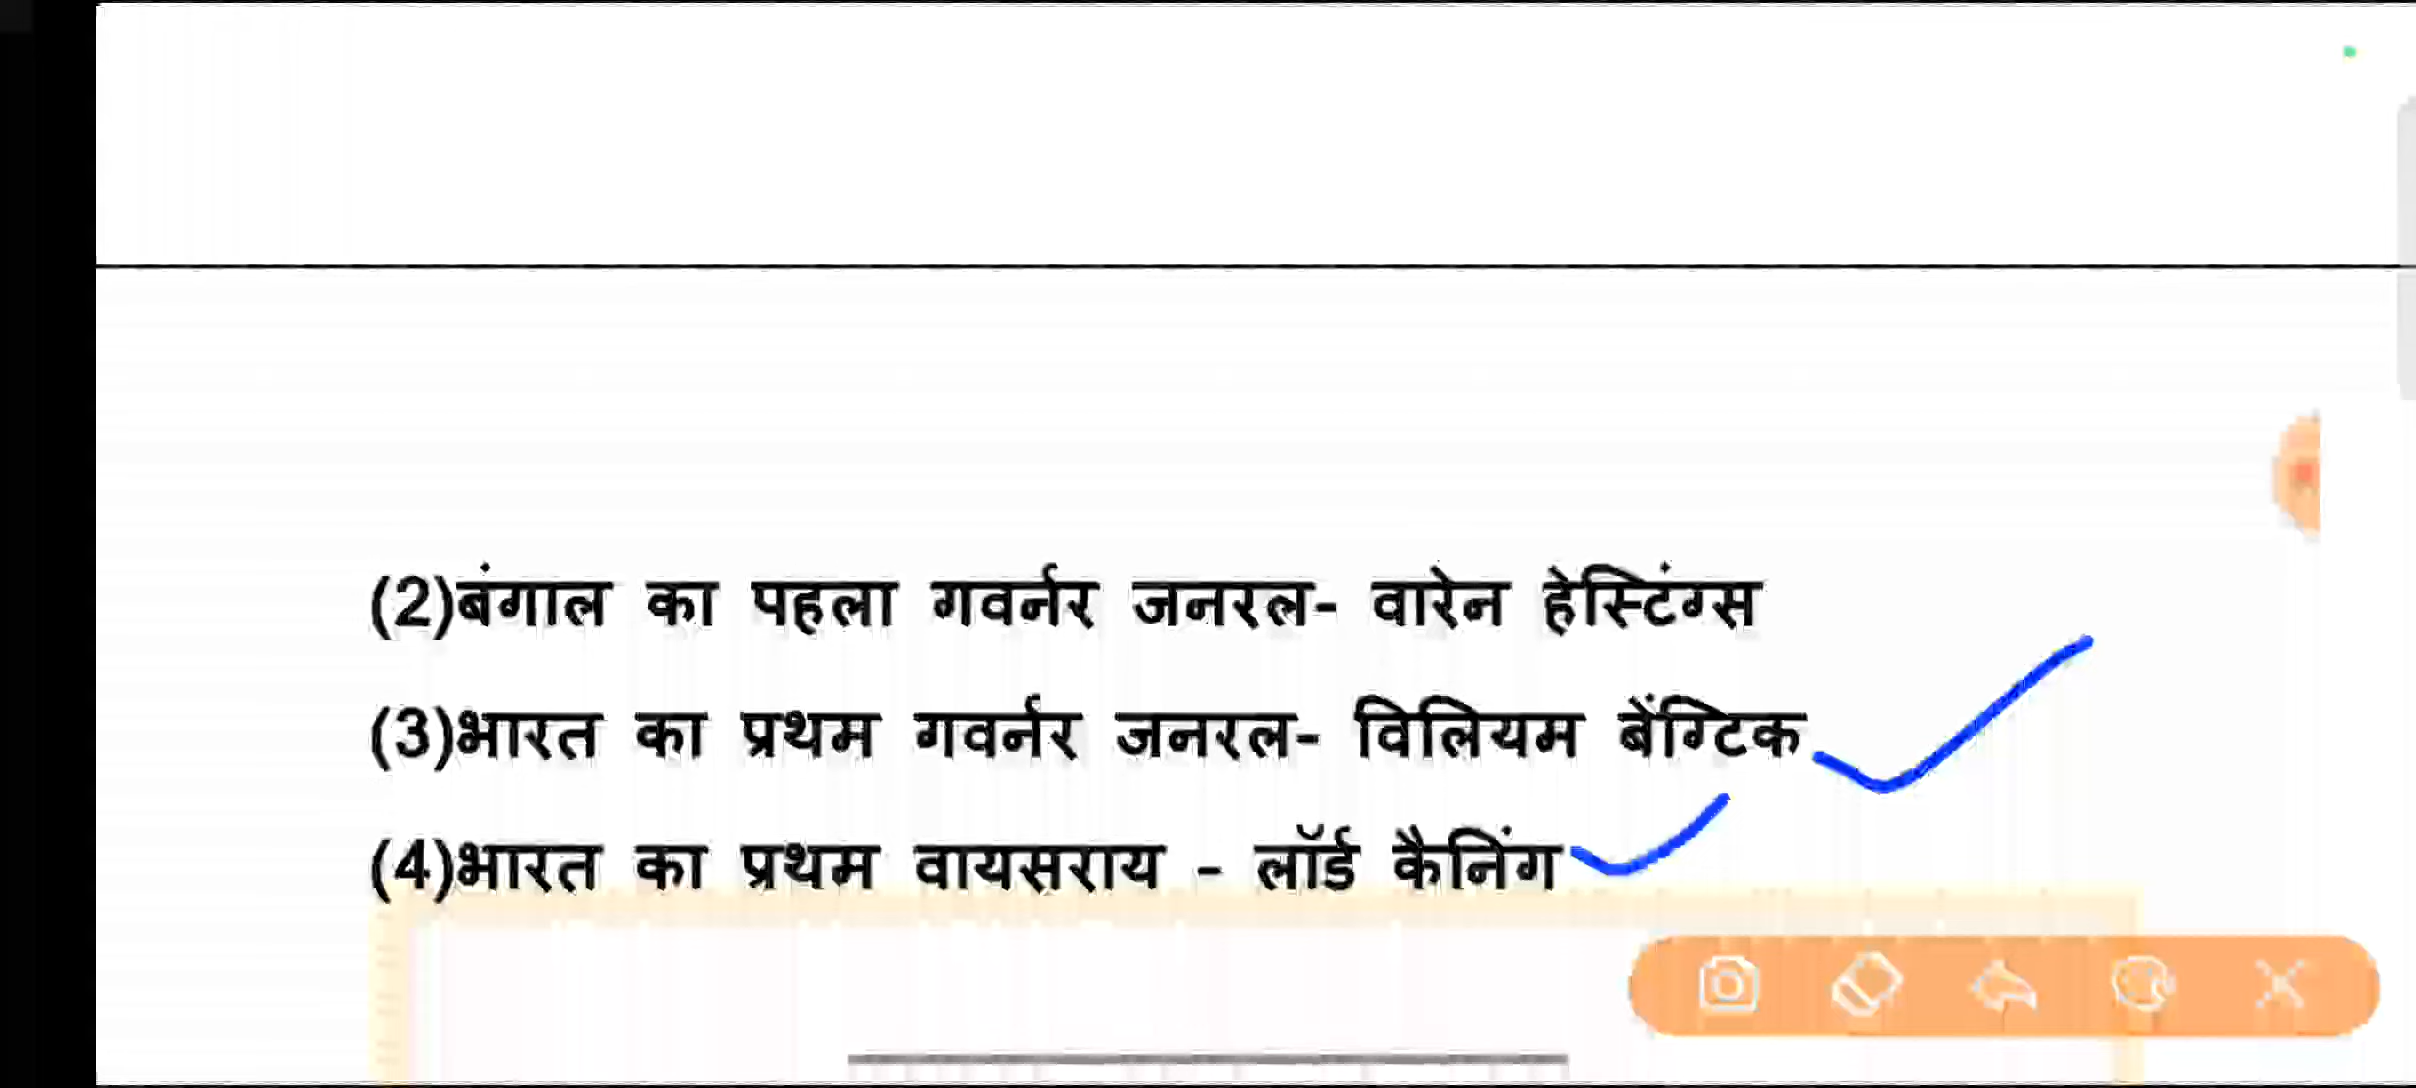 (2)बंगाल का पहला गवर्नर जनरल- वारेन हेस्टिंग्स
(3)भारत का प्रथम गवर्नर जनरल- विलियम बेंग्टिक
(4)भारत का प्रथम वायसराय - लॉर्ड कैनिंग